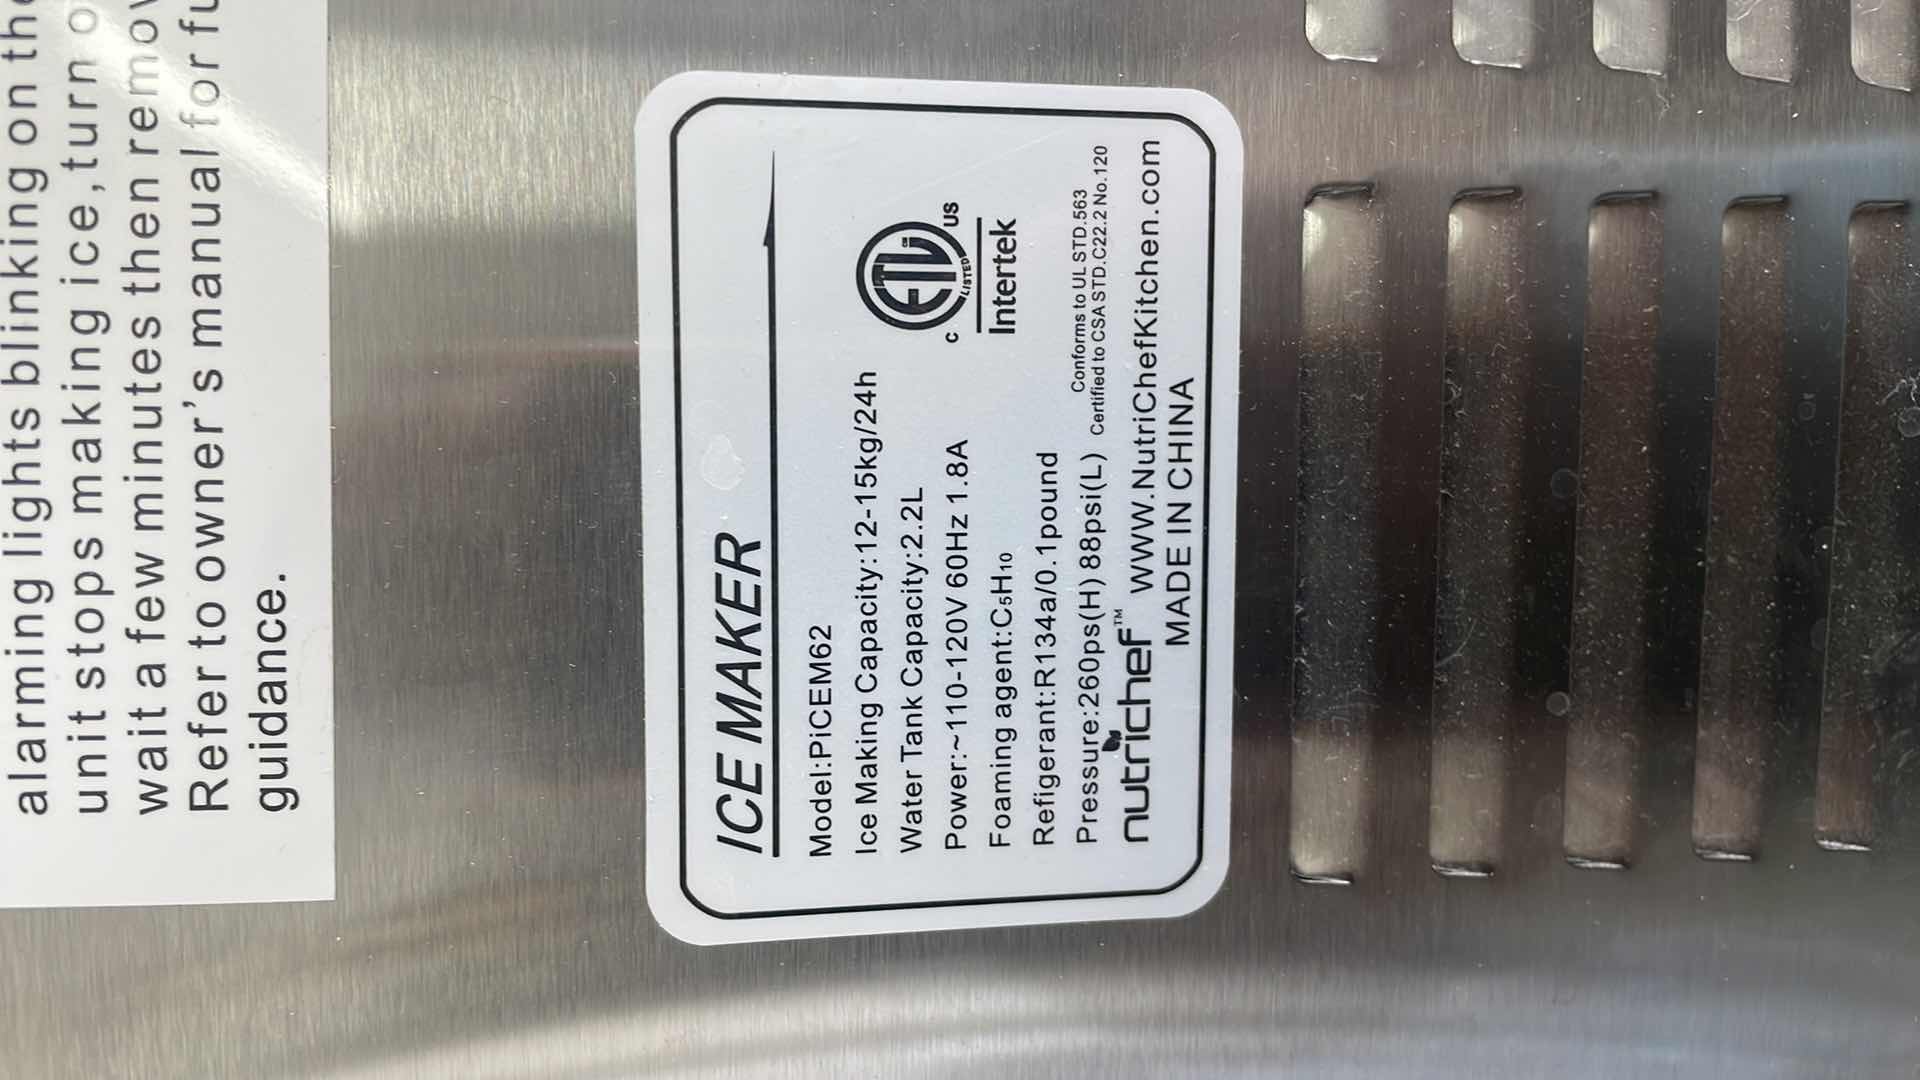 alarming lights blinking on the
unit stops making ice,turn
wait a few minutes then
Refer to owner's manual for
guidance.
ICE MAKER
Model:PiCEM62
Ice Making Capacity:12-15kg/24h
Water Tank Capacity:2.2L
Power:~110-120V 60Hz 1.8A
Foaming agent:C₅H₁₀
Refigerant:R134a/0.1pound
Pressure:260ps(H) 88psi(L)
C ETL LISTED US
Intertek
Conforms to UL STD.563
Certified to CSA STD.C22.2 No.120
nutrichef™ WWW.NutriChefKitchen.com
MADE IN CHINA